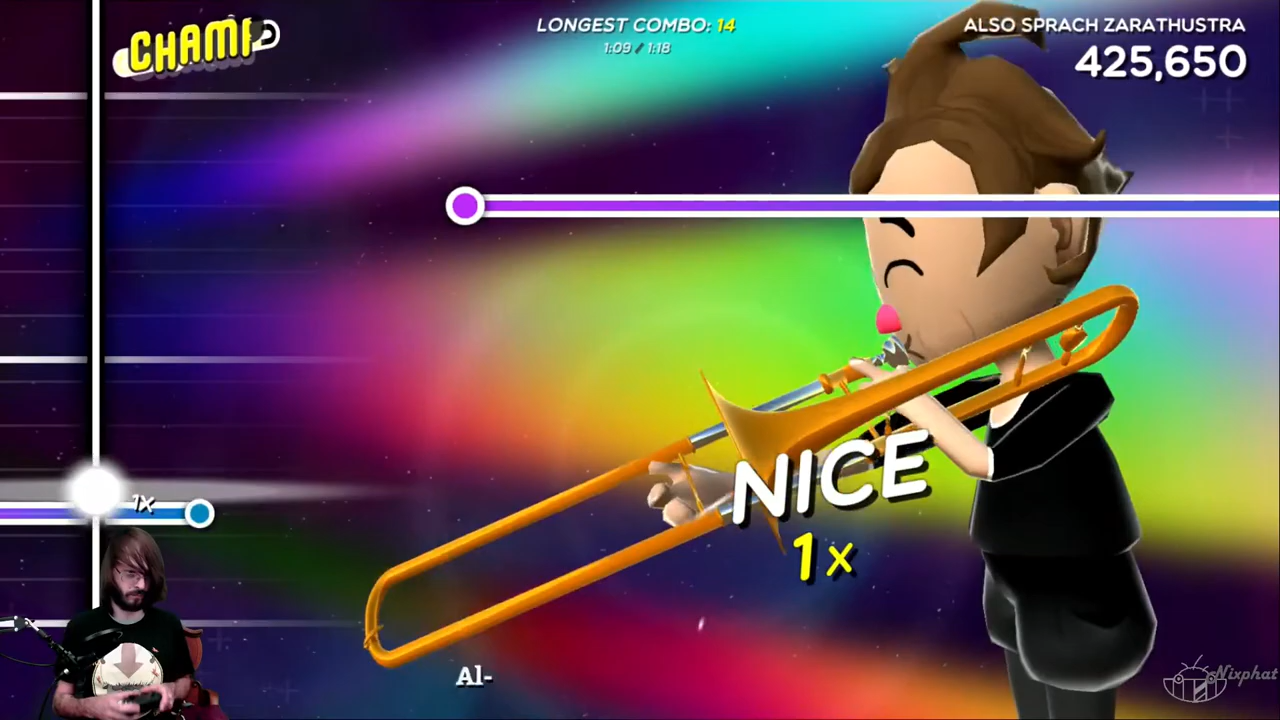 CHAMP
LONGEST COMBO: 14
1:09 / 1:18
ALSO SPRACH ZARATHUSTRA
425,650
NICE
1x
1x
Al-
Nixphat